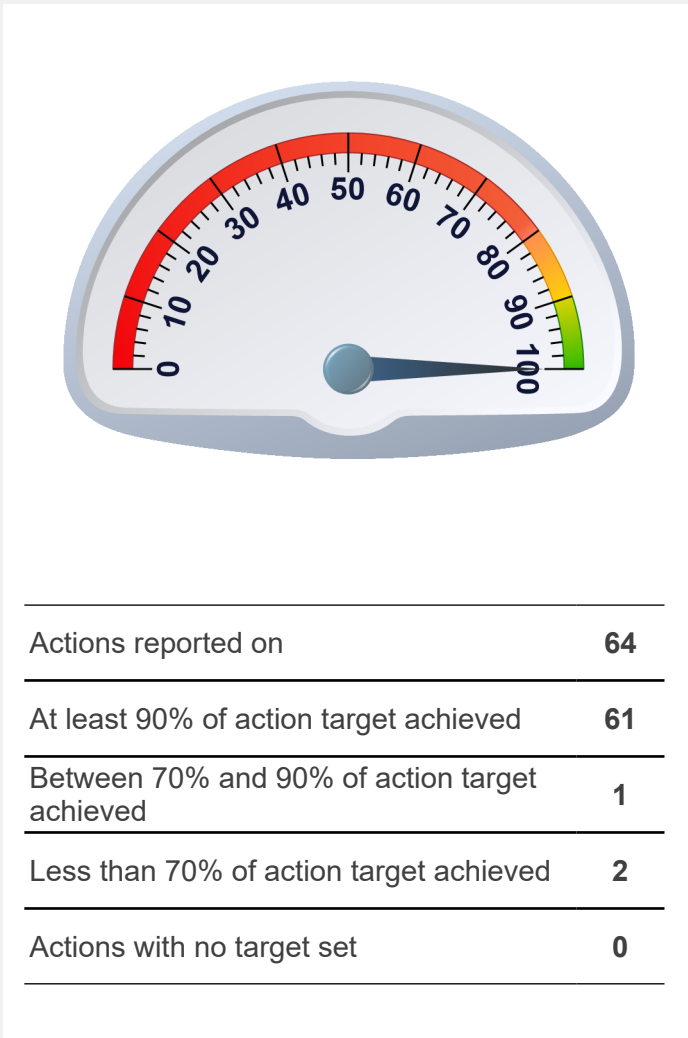 0
10
20
30
40
50
60
70
80
90
100
Actions reported on 64
At least 90% of action target achieved 61
Between 70% and 90% of action target
achieved 1
Less than 70% of action target achieved 2
Actions with no target set 0